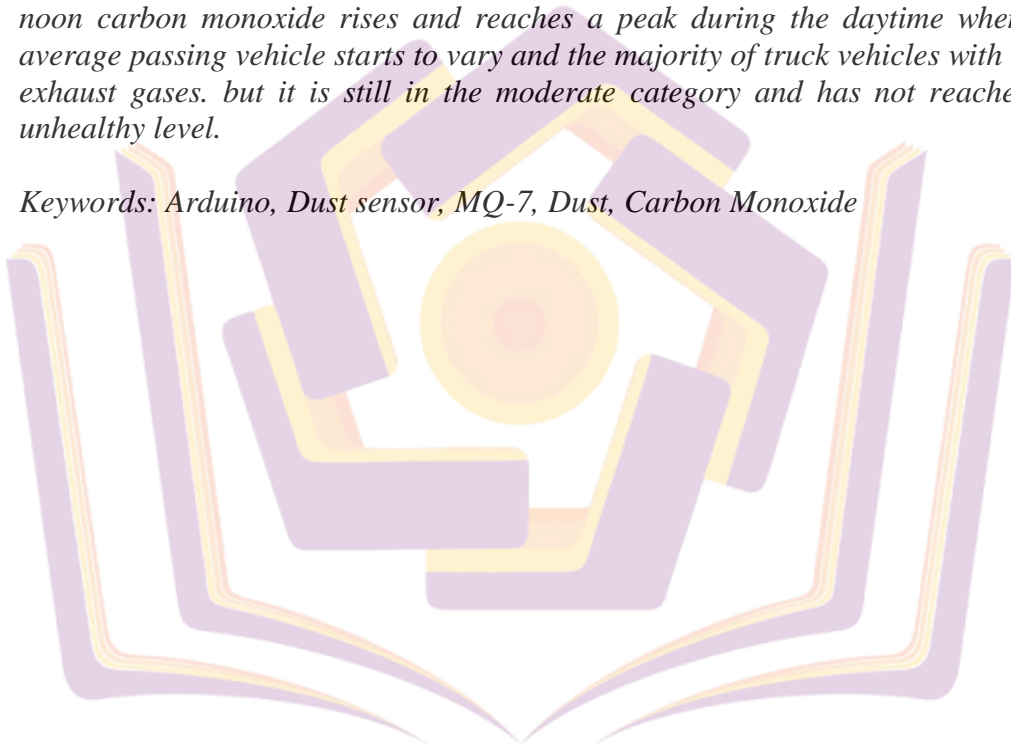 noon carbon monoxide rises and reaches a peak during the daytime when
average passing vehicle starts to vary and the majority of truck vehicles with
exhaust gases. but it is still in the moderate category and has not
unhealthy level.
Keywords: Arduino, Dust sensor, MQ-7, Dust, Carbon Monoxide